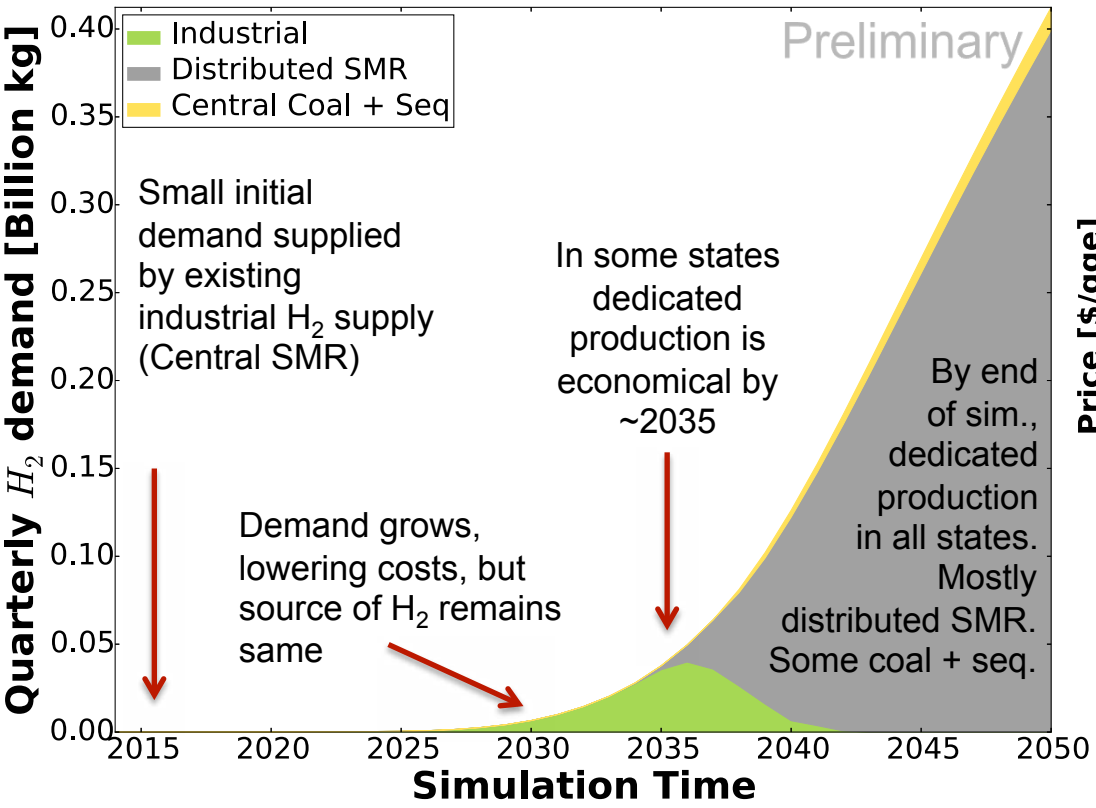 Quarterly H2 demand [Billion kg]
0.40
0.35
0.30
0.25
0.20
0.15
0.10
0.05
0.00
Industrial
Distributed SMR
Central Coal + Seq
Preliminary
Small initial
demand supplied
by existing
industrial H2 supply
(Central SMR)
In some states
dedicated
production is
economical by
~2035
Demand grows,
lowering costs, but
source of H2 remains
same
By end
of sim.,
dedicated
production
in all states.
Mostly
distributed SMR.
Some coal + seq.
2015 2020 2025 2030 2035 2040 2045 2050
Simulation Time
Price [$/gge]